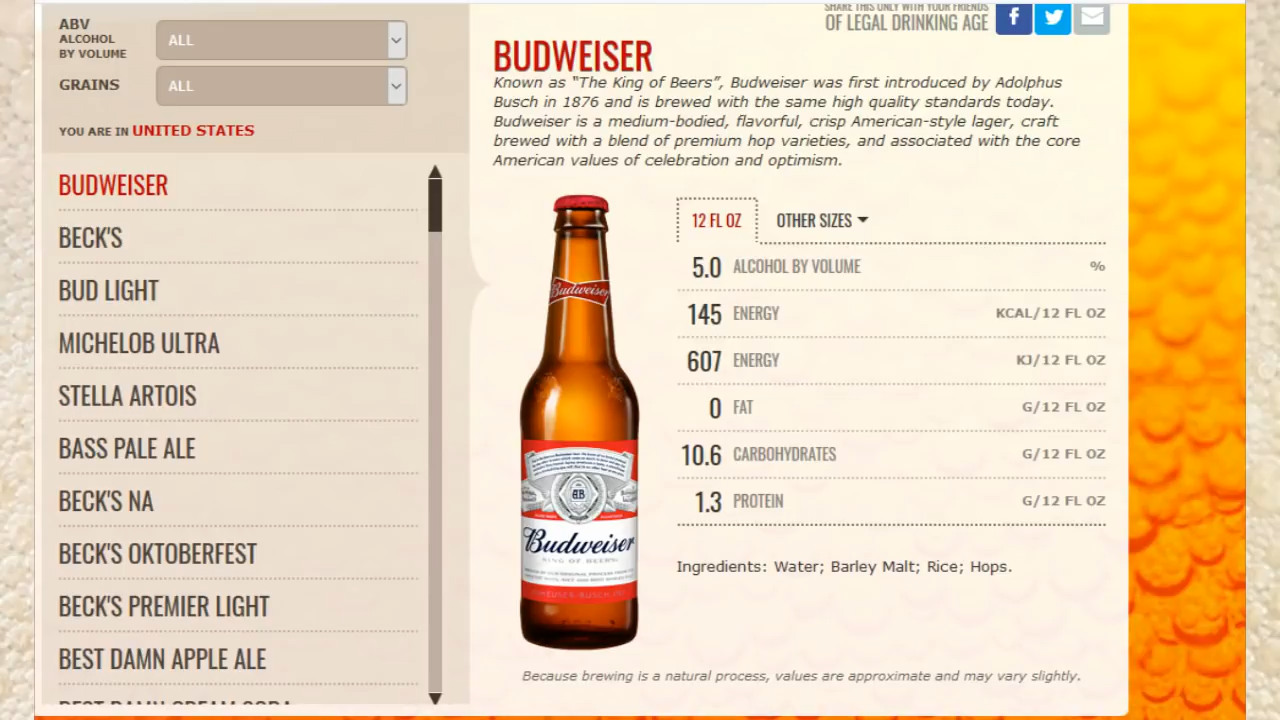 ABV
ALCOHOL
BY VOLUME
ALL
GRAINS
ALL
YOU ARE IN UNITED STATES
BUDWEISER
BECK'S
BUD LIGHT
MICHELOB ULTRA
STELLA ARTOIS
BASS PALE ALE
BECK'S NA
BECK'S OKTOBERFEST
BECK'S PREMIER LIGHT
BEST DAMN APPLE ALE
BEST DAMN CREAM SODA
SHARE THIS ONLY WITH YOUR FRIENDS
OF LEGAL DRINKING AGE
BUDWEISER
Known as “The King of Beers”, Budweiser was first introduced by Adolphus
Busch in 1876 and is brewed with the same high quality standards today.
Budweiser is a medium-bodied, flavorful, crisp American-style lager, craft
brewed with a blend of premium hop varieties, and associated with the core
American values of celebration and optimism.
Budweiser
AB
Budweiser
KING OF BEERS
12 FL OZ OTHER SIZES
5.0 ALCOHOL BY VOLUME %
145 ENERGY KCAL/12 FL OZ
607 ENERGY KJ/12 FL OZ
0 FAT G/12 FL OZ
10.6 CARBOHYDRATES G/12 FL OZ
1.3 PROTEIN G/12 FL OZ
Ingredients: Water; Barley Malt; Rice; Hops.
Because brewing is a natural process, values are approximate and may vary slightly.